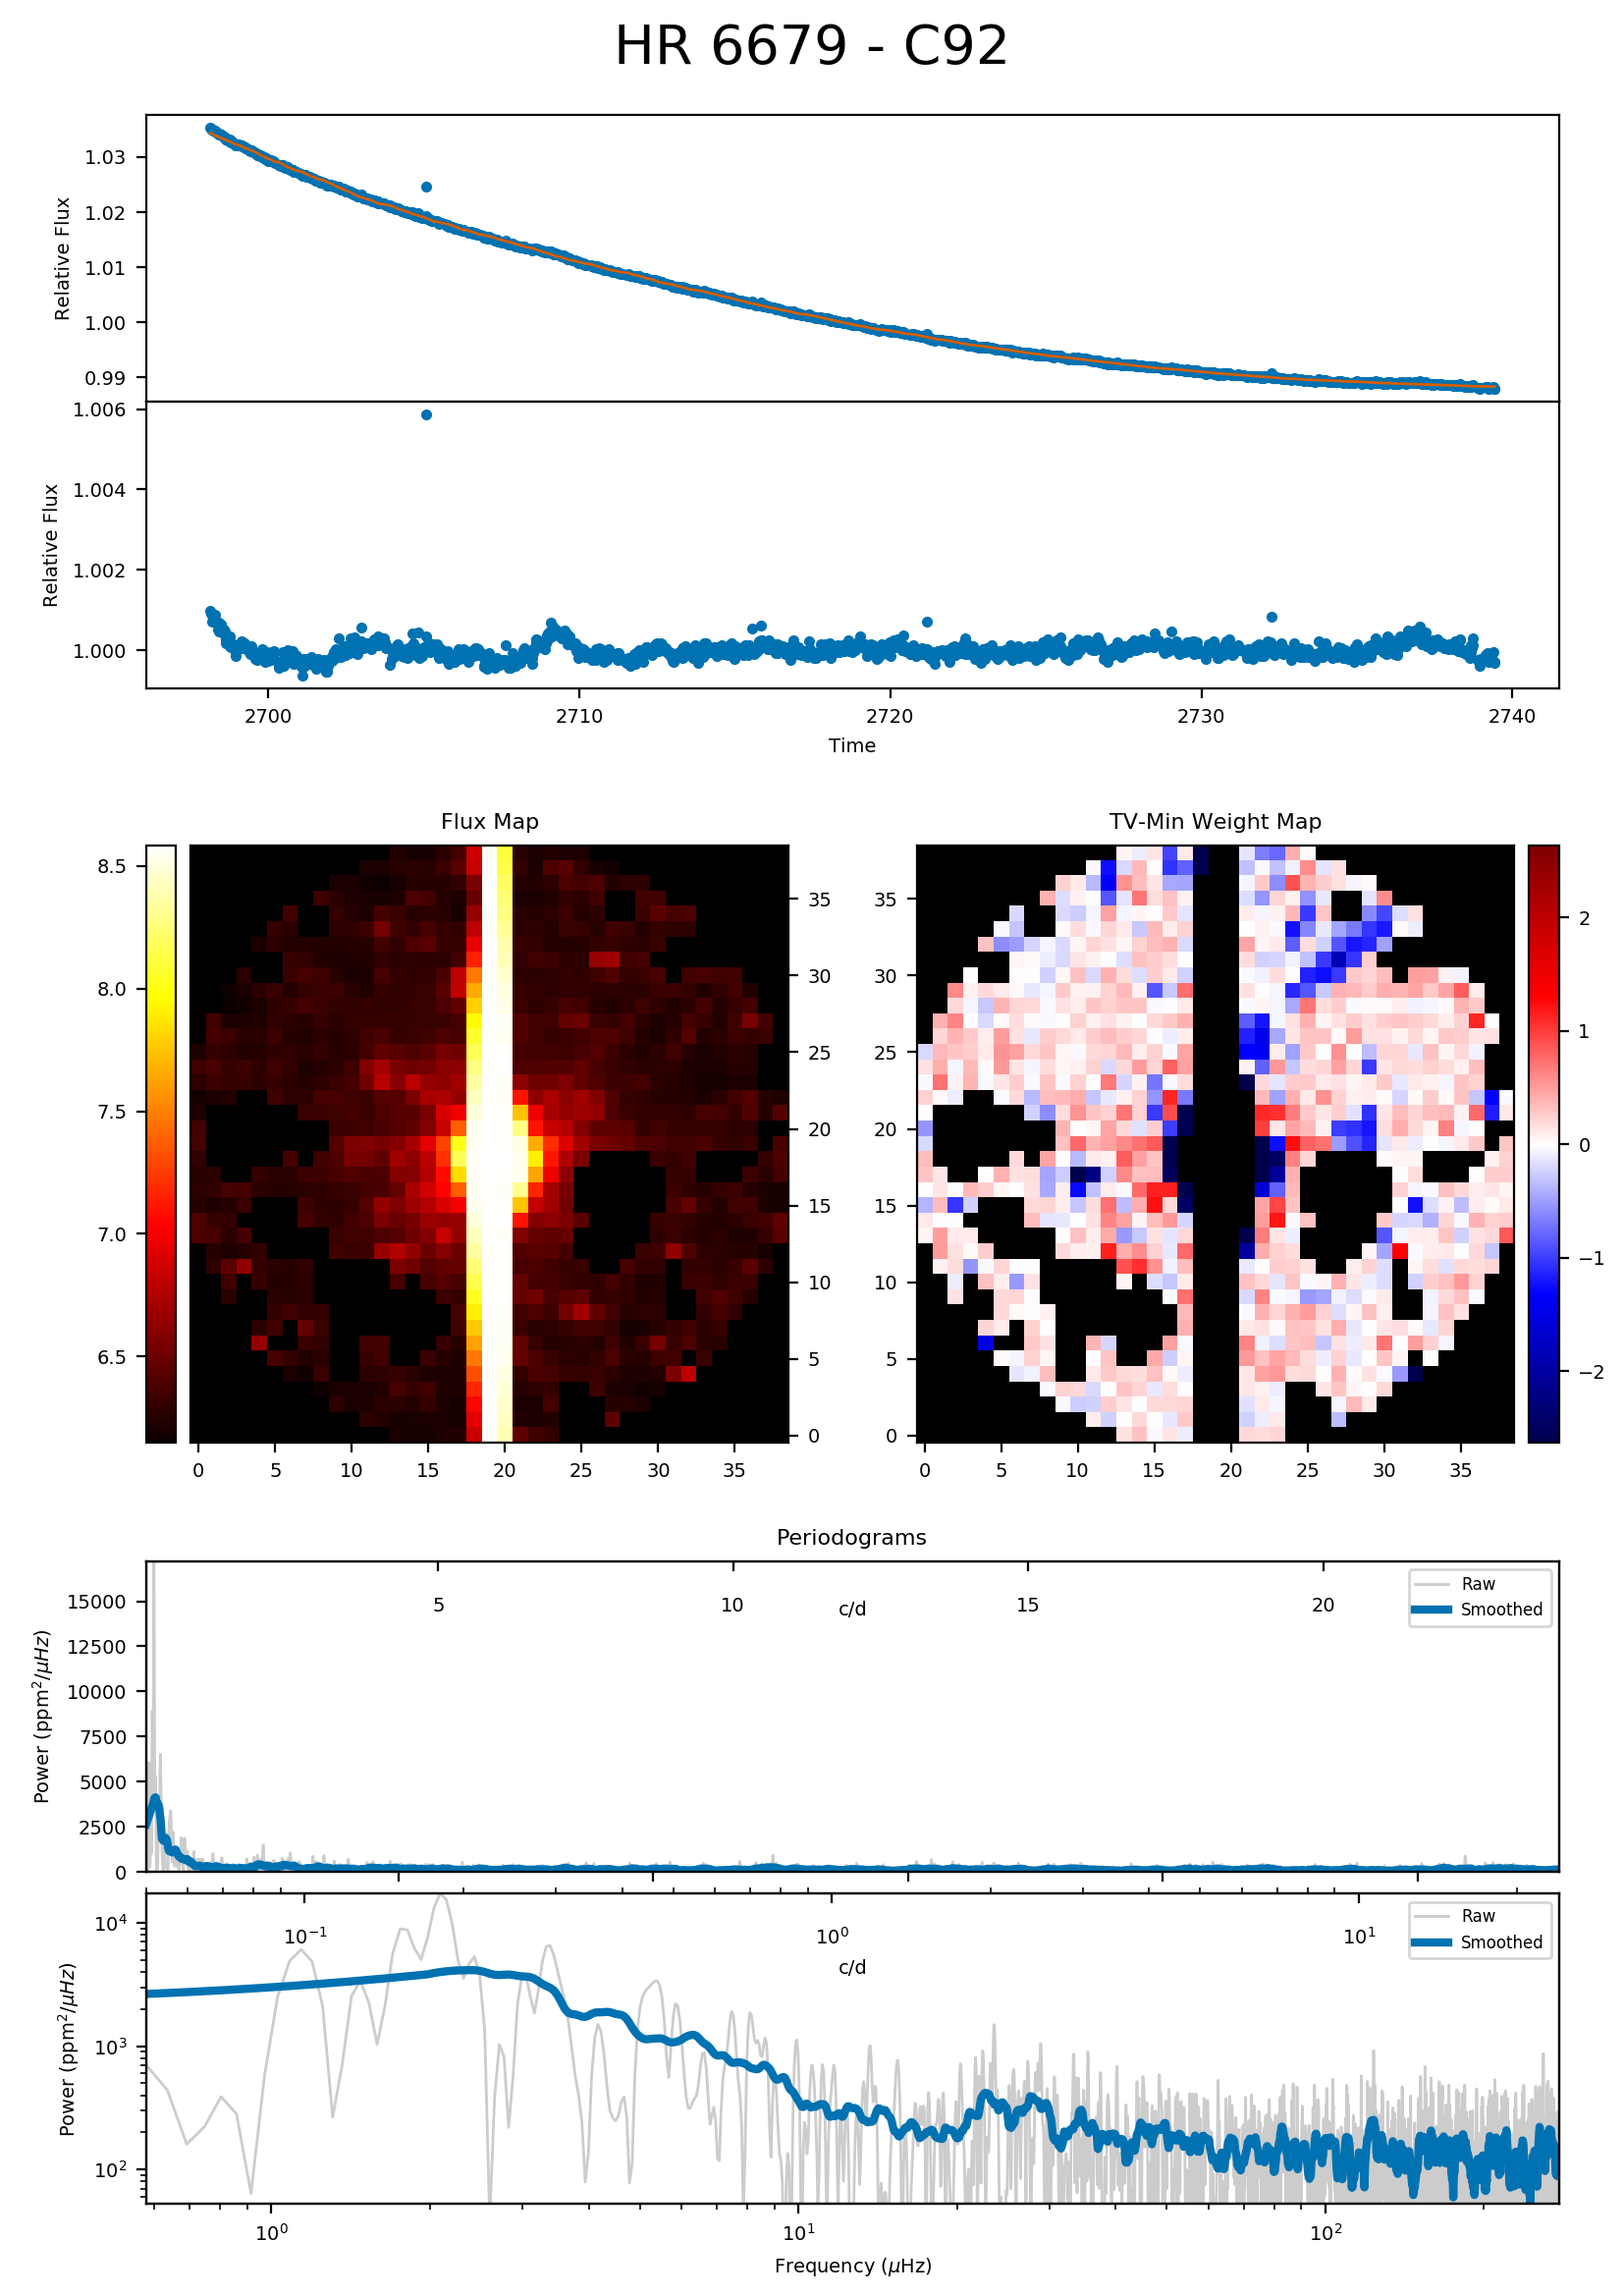 HR 6679 - C92
1.03
1.02
1.01
1.00
0.99
Relative Flux
1.006
1.004
1.002
1.000
Relative Flux
2700 2710 2720 2730 2740
Time
Flux Map
TV-Min Weight Map
8.5
8.0
7.5
7.0
6.5
35
30
25
20
15
10
5
0
0 5 10 15 20 25 30 35
35
30
25
20
15
10
5
0
0 5 10 15 20 25 30 35
2
1
0
−1
−2
Periodograms
15000
12500
10000
7500
5000
2500
0
Power (ppm²/μHz)
5 10 15 20
c/d
Raw
Smoothed
10⁴
10³
10²
Power (ppm²/μHz)
10⁻¹ 10⁰ 10¹
c/d
Raw
Smoothed
10⁰ 10¹ 10²
Frequency (μHz)